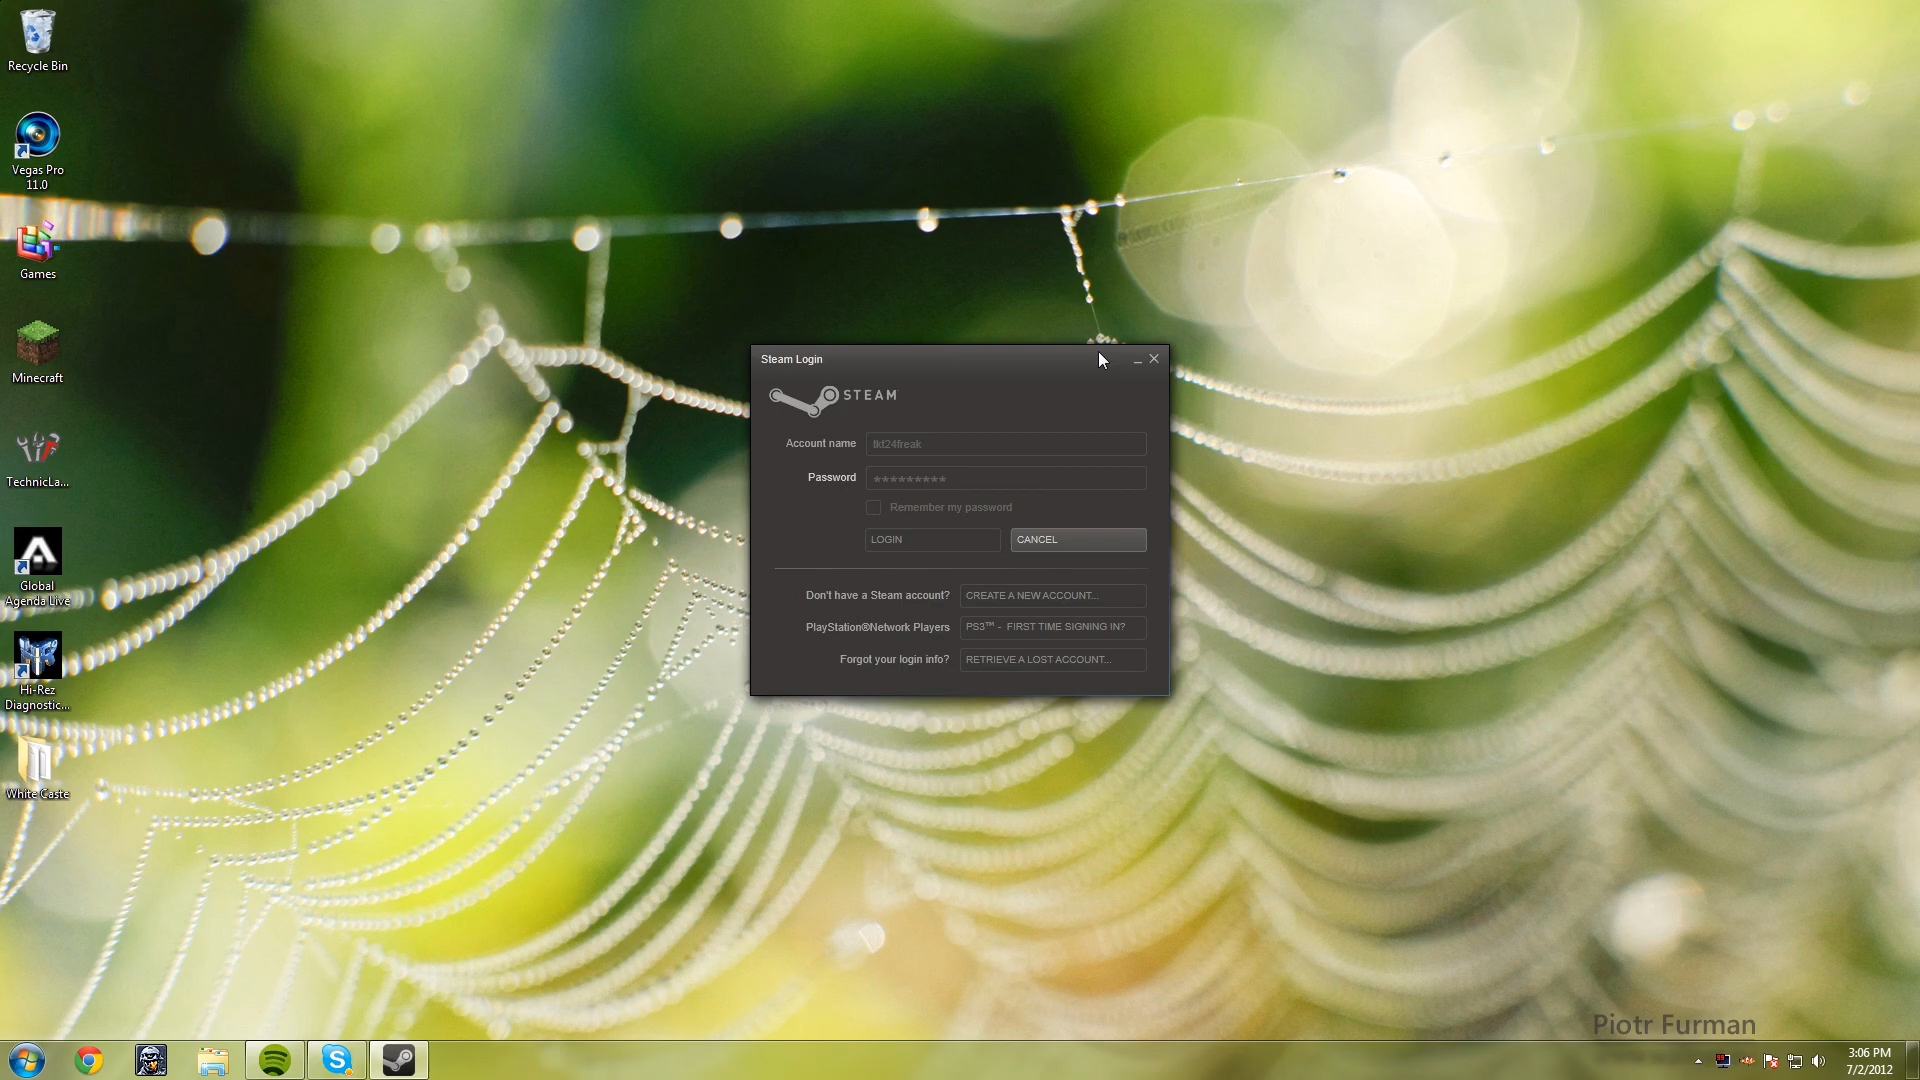 Recycle Bin
Vegas Pro
11.0
Games
Minecraft
TechnicLa...
Global
Agenda Live
Hi-Rez
Diagnostic...
White Caste
Steam Login
STEAM
Account name
tkt24freak
Password
*********
Remember my password
LOGIN
CANCEL
Don't have a Steam account?
CREATE A NEW ACCOUNT...
PlayStation®Network Players
PS3™ - FIRST TIME SIGNING IN?
Forgot your login info?
RETRIEVE A LOST ACCOUNT...
Piotr Furman
3:06 PM
7/2/2012